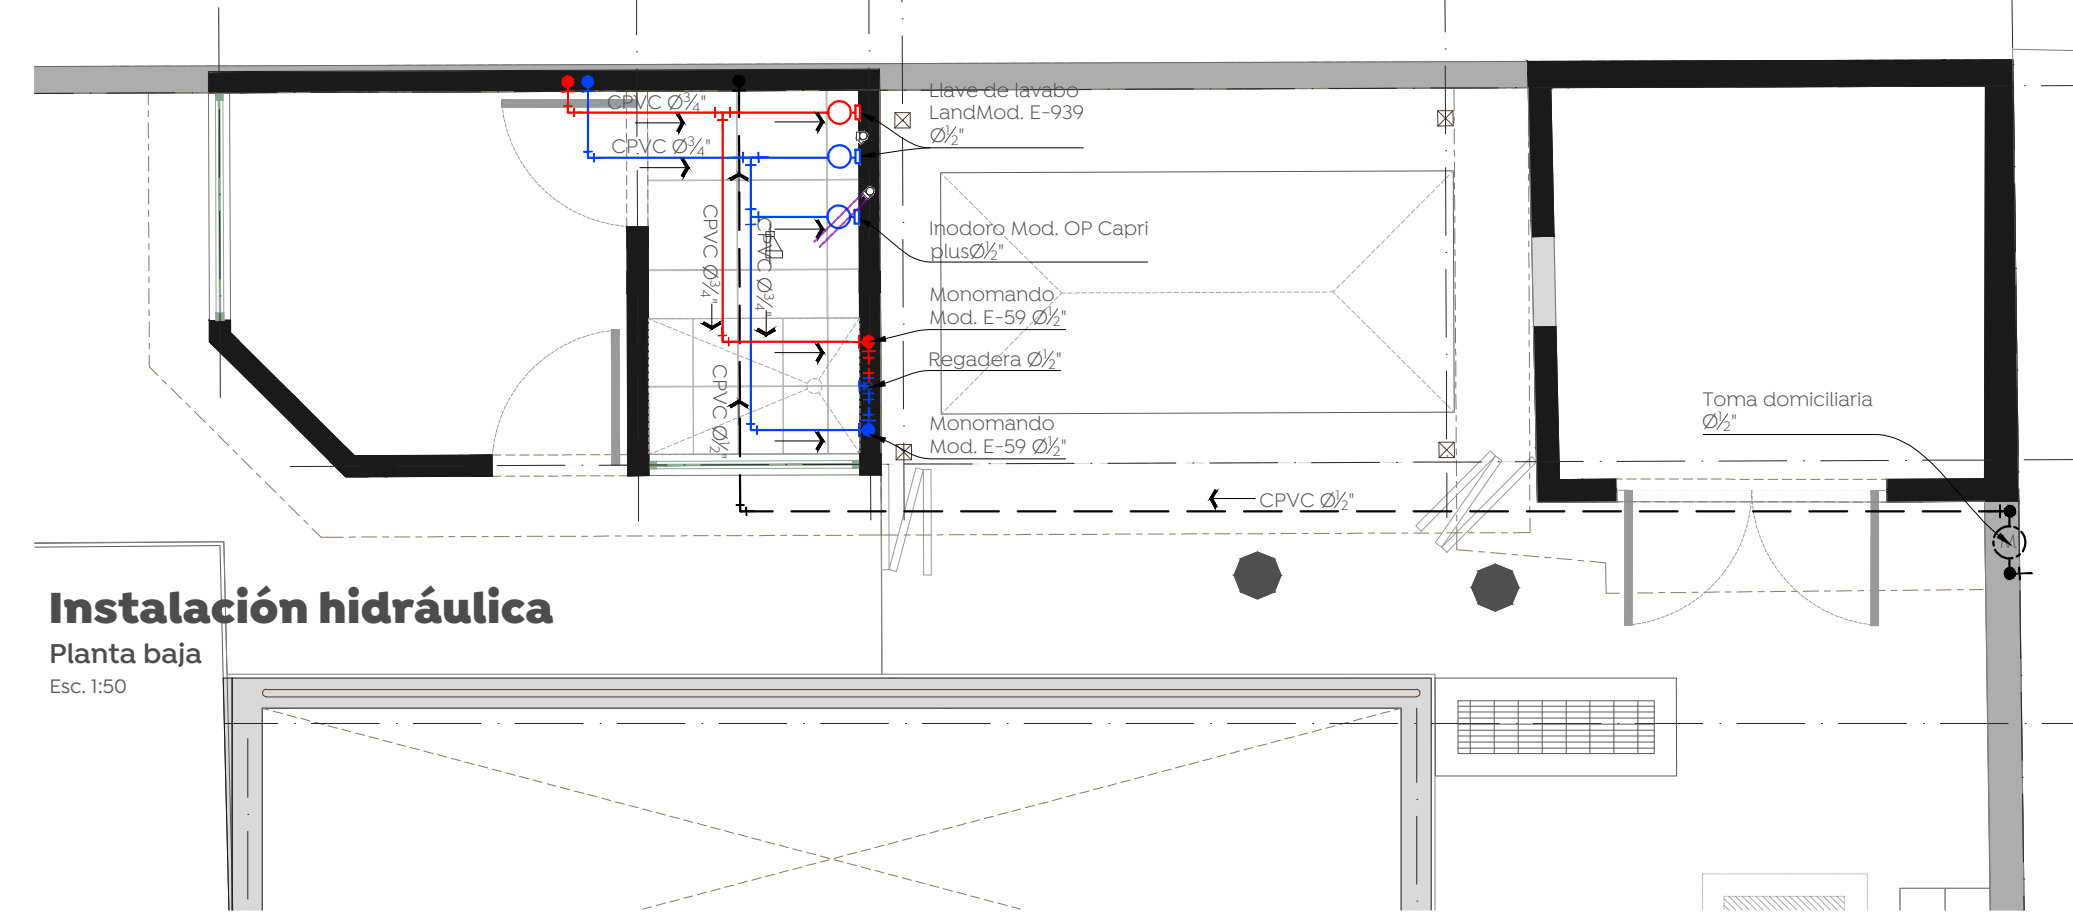 CPVC Ø¾"
CPVC Ø¾"
CPVC Ø¾"
CPVC Ø¾"
CPVC Ø½"
Llave de lavabo
LandMod. E-939
Ø½"
Inodoro Mod. OP Capri
plusØ½"
Monomando
Mod. E-59 Ø½"
Regadera Ø½"
Monomando
Mod. E-59 Ø½"
CPVC Ø½"
Toma domiciliaria
Ø½"
M
Instalación hidráulica
Planta baja
Esc. 1:50